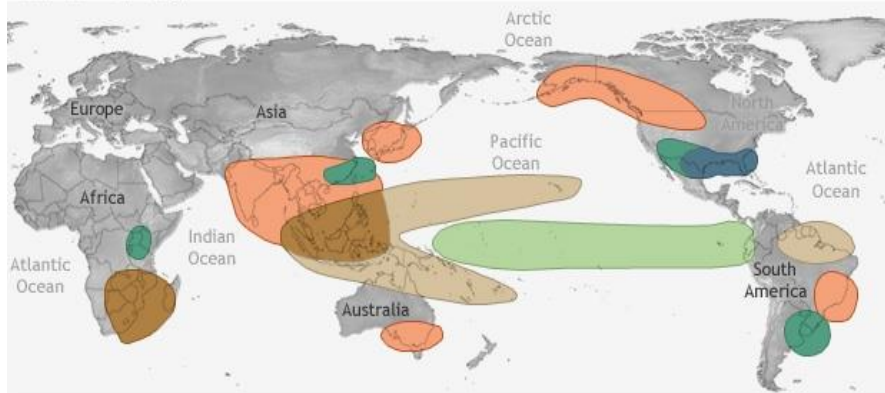 Arctic
Ocean
Europe
Asia
North
America
Pacific
Ocean
Atlantic
Ocean
Africa
Indian
Ocean
Atlantic
Ocean
South
America
Australia